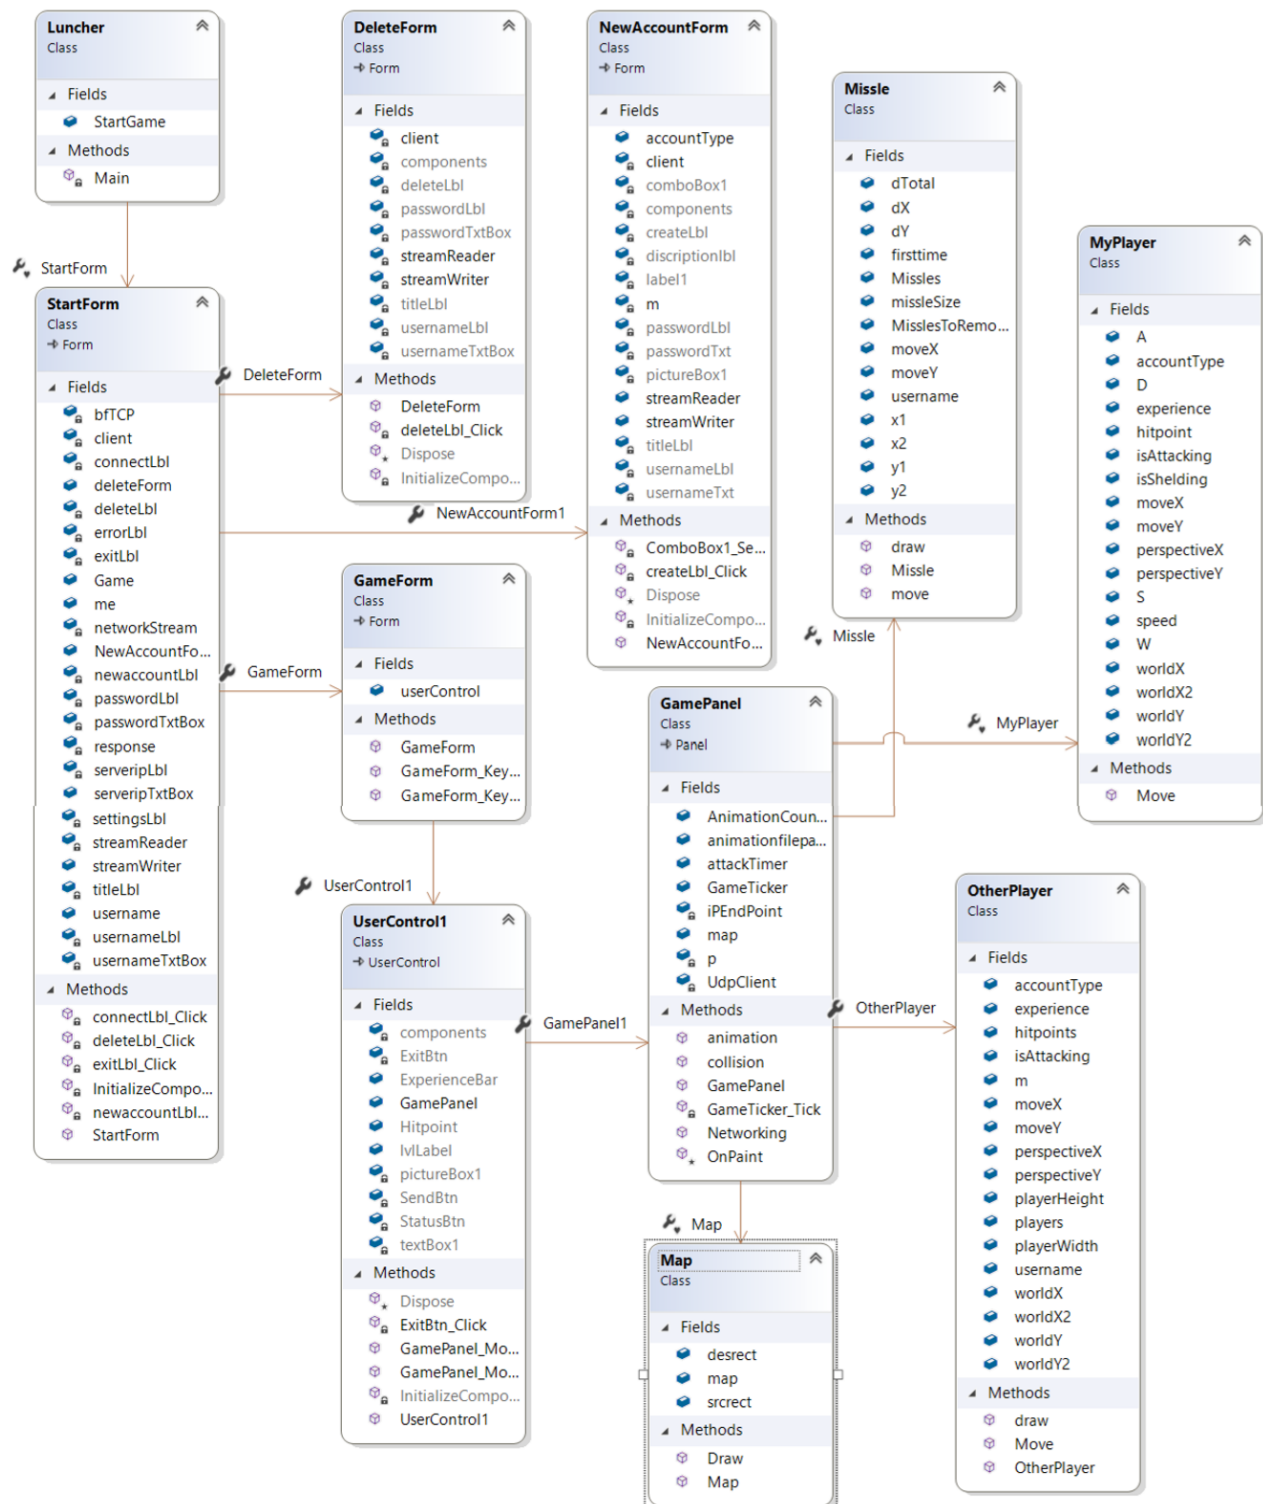 Luncher
Class
Fields
StartGame
Methods
Main
StartForm
StartForm
Class
Form
Fields
bfTCP
client
connectLbl
deleteForm
deleteLbl
errorLbl
exitLbl
Game
me
networkStream
NewAccountFo...
newaccountLbl
passwordLbl
passwordTxtBox
response
serveripLbl
serveripTxtBox
settingsLbl
streamReader
streamWriter
titleLbl
username
usernameLbl
usernameTxtBox
Methods
connectLbl_Click
deleteLbl_Click
exitLbl_Click
InitializeCompo...
newaccountLbl...
StartForm
DeleteForm
DeleteForm
Class
Form
Fields
client
components
deleteLbl
passwordLbl
passwordTxtBox
streamReader
streamWriter
titleLbl
usernameLbl
usernameTxtBox
Methods
DeleteForm
deleteLbl_Click
Dispose
InitializeCompo...
NewAccountForm1
NewAccountForm
Class
Form
Fields
accountType
client
comboBox1
components
createLbl
discriptionlbl
label1
m
passwordLbl
passwordTxt
pictureBox1
streamReader
streamWriter
titleLbl
usernameLbl
usernameTxt
Methods
ComboBox1_Se...
createLbl_Click
Dispose
InitializeCompo...
NewAccountFo...
GameForm
GameForm
Class
Form
Fields
userControl
Methods
GameForm
GameForm_Key...
GameForm_Key...
UserControl1
UserControl1
Class
UserControl
Fields
components
ExitBtn
ExperienceBar
GamePanel
Hitpoint
lvlLabel
pictureBox1
SendBtn
StatusBtn
textBox1
Methods
Dispose
ExitBtn_Click
GamePanel_Mo...
GamePanel_Mo...
InitializeCompo...
UserControl1
GamePanel1
GamePanel
Class
Panel
Fields
AnimationCoun...
animationfilepa...
attackTimer
GameTicker
iPEndPoint
map
p
UdpClient
Methods
animation
collision
GamePanel
GameTicker_Tick
Networking
OnPaint
Missle
Missle
Class
Fields
dTotal
dX
dY
firsttime
Missles
missleSize
MisslesToRemo...
moveX
moveY
username
x1
x2
y1
y2
Methods
draw
Missle
move
MyPlayer
MyPlayer
Class
Fields
A
accountType
D
experience
hitpoint
isAttacking
isShelding
moveX
moveY
perspectiveX
perspectiveY
S
speed
W
worldX
worldX2
worldY
worldY2
Methods
Move
OtherPlayer
OtherPlayer
Class
Fields
accountType
experience
hitpoints
isAttacking
m
moveX
moveY
perspectiveX
perspectiveY
playerHeight
players
playerWidth
username
worldX
worldX2
worldY
worldY2
Methods
draw
Move
OtherPlayer
Map
Map
Class
Fields
desrect
map
srcrect
Methods
Draw
Map